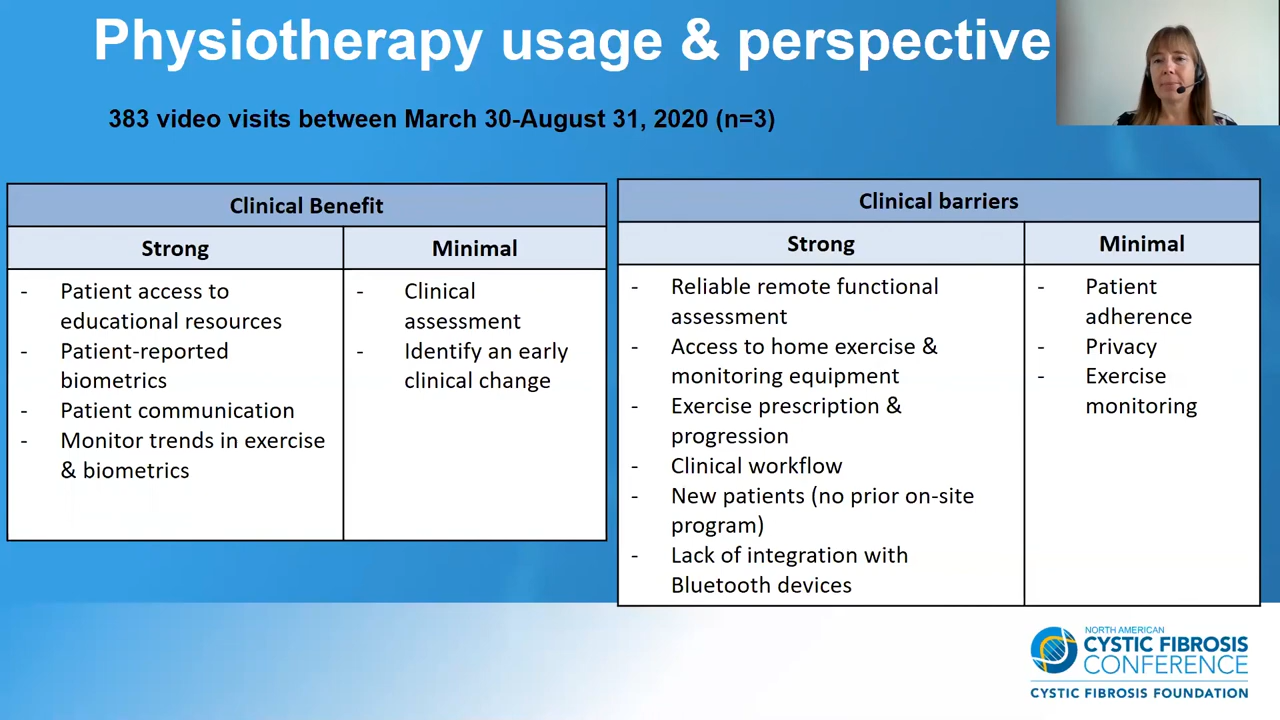 Physiotherapy usage & perspective
383 video visits between March 30-August 31, 2020 (n=3)
Clinical Benefit
Strong
Minimal
- Patient access to
educational resources
- Patient-reported
biometrics
- Patient communication
- Monitor trends in exercise
& biometrics
- Clinical
assessment
- Identify an early
clinical change
Clinical barriers
Strong
Minimal
- Reliable remote functional
assessment
- Access to home exercise &
monitoring equipment
- Exercise prescription &
progression
- Clinical workflow
- New patients (no prior on-site
program)
- Lack of integration with
Bluetooth devices
- Patient
adherence
- Privacy
- Exercise
monitoring
NORTH AMERICAN
CYSTIC FIBROSIS
CONFERENCE
CYSTIC FIBROSIS FOUNDATION